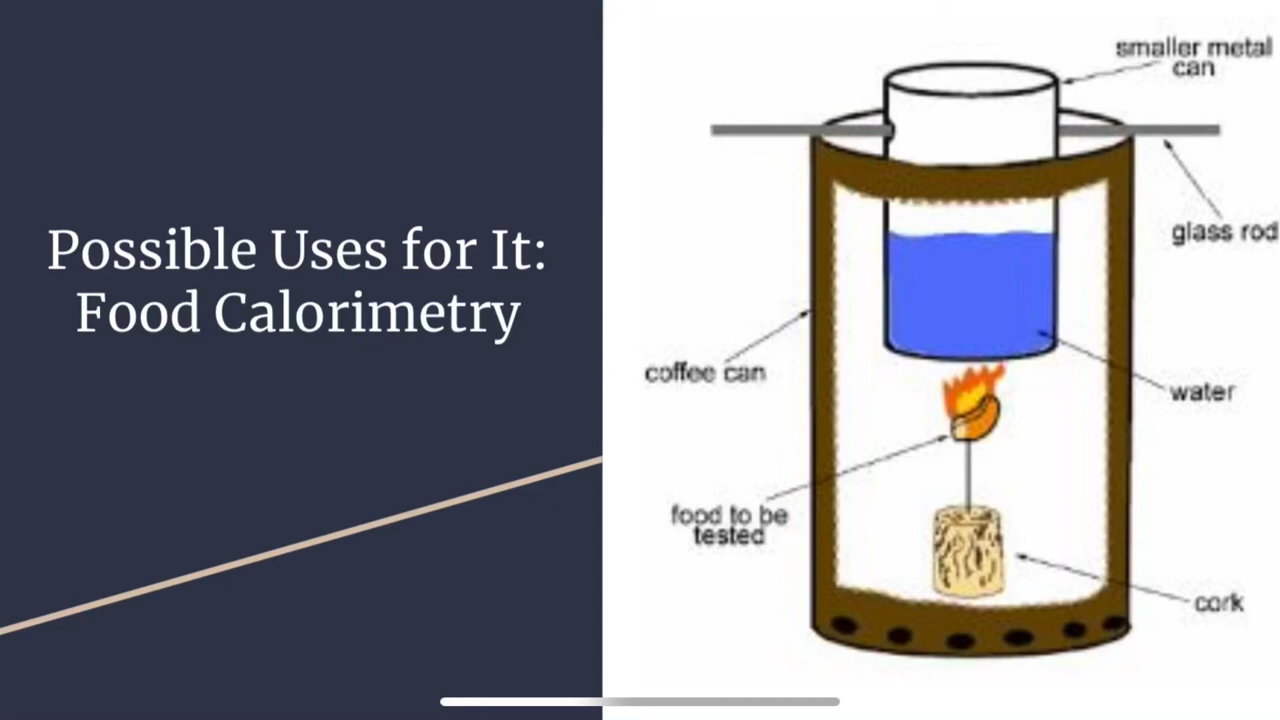 Possible Uses for It:
Food Calorimetry
smaller metal
can
glass rod
coffee can
water
food to be
tested
cork